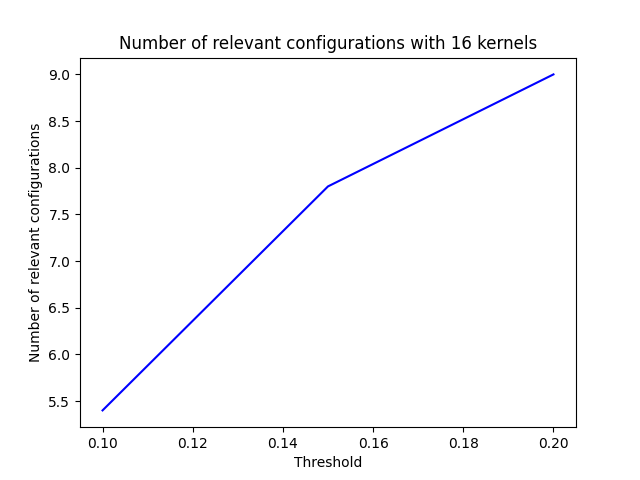 Number of relevant configurations with 16 kernels
Number of relevant configurations
9.0
8.5
8.0
7.5
7.0
6.5
6.0
5.5
0.10 0.12 0.14 0.16 0.18 0.20
Threshold